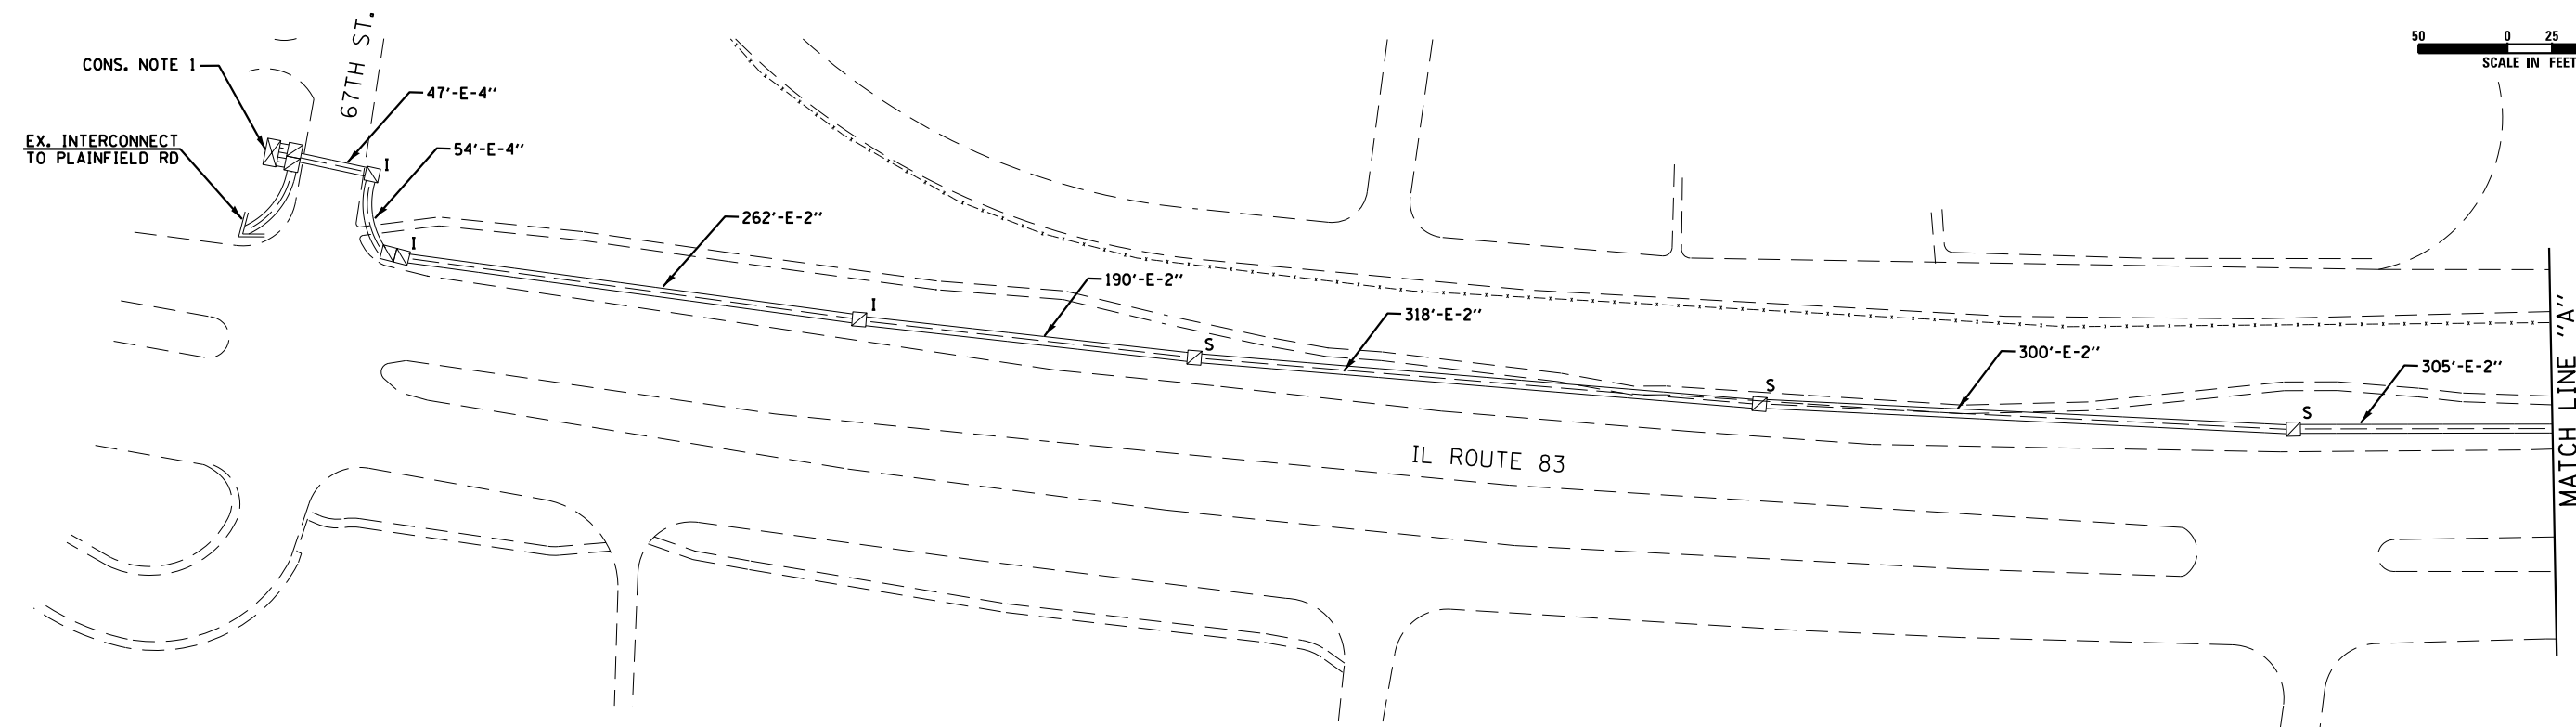 67TH ST.
CONS. NOTE 1
EX. INTERCONNECT
TO PLAINFIELD RD
47'-E-4"
I
54'-E-4"
I
262'-E-2"
I
190'-E-2"
S
318'-E-2"
S
300'-E-2"
S
305'-E-2"
IL ROUTE 83
50 0 25
SCALE IN FEET
MATCH LINE "A"